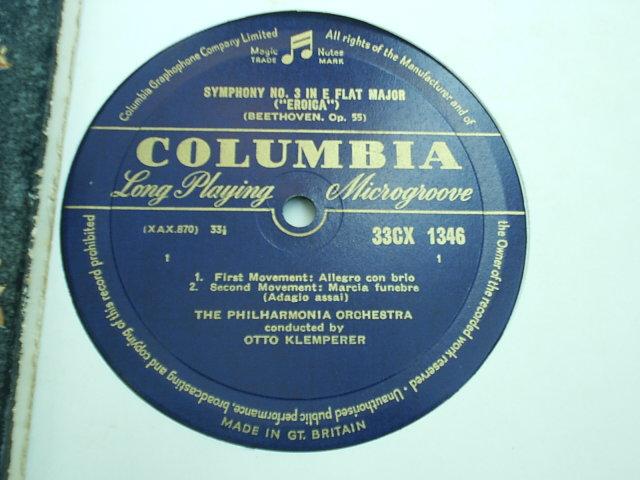 Columbia Graphophone Company Limited
Magic Notes
TRADE MARK
All rights of the Manufacturer and of
the Owner of the recorded work reserved · Unauthorised public performance, broadcasting and copying of this record prohibited
SYMPHONY NO. 3 IN E FLAT MAJOR
("EROICA")
(BEETHOVEN, Op. 55)
COLUMBIA
Long Playing Microgroove
(XAX.870) 33⅓ 33CX 1346
1 1
1. First Movement: Allegro con brio
2. Second Movement: Marcia funebre
(Adagio assai)
THE PHILHARMONIA ORCHESTRA
conducted by
OTTO KLEMPERER
MADE IN GT. BRITAIN